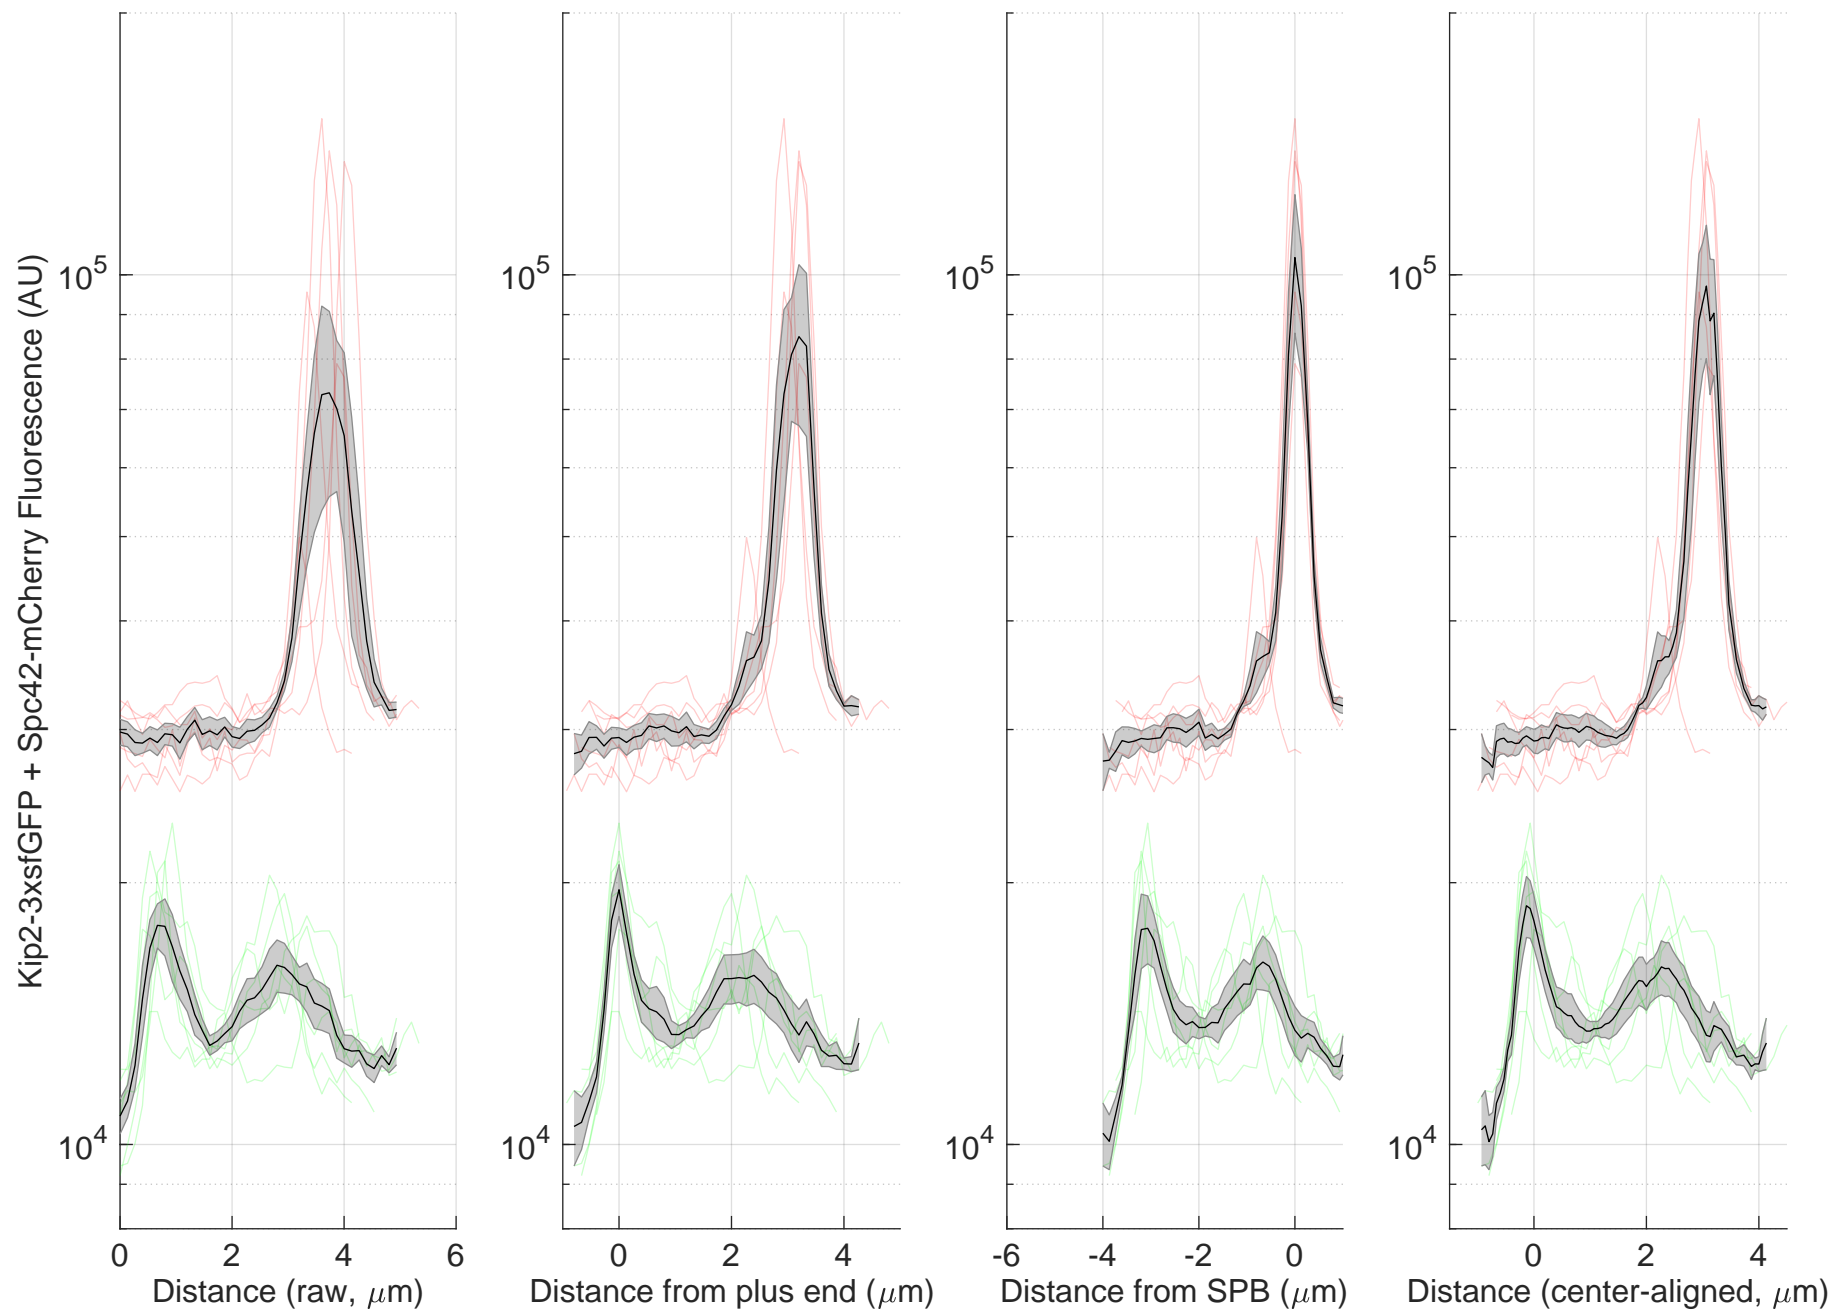 Kip2-3xsfGFP + Spc42-mCherry Fluorescence (AU)
10^5
10^4
0 2 4 6
Distance (raw, μm)
10^5
10^4
0 2 4
Distance from plus end (μm)
10^5
10^4
-6 -4 -2 0
Distance from SPB (μm)
10^5
10^4
0 2 4
Distance (center-aligned, μm)